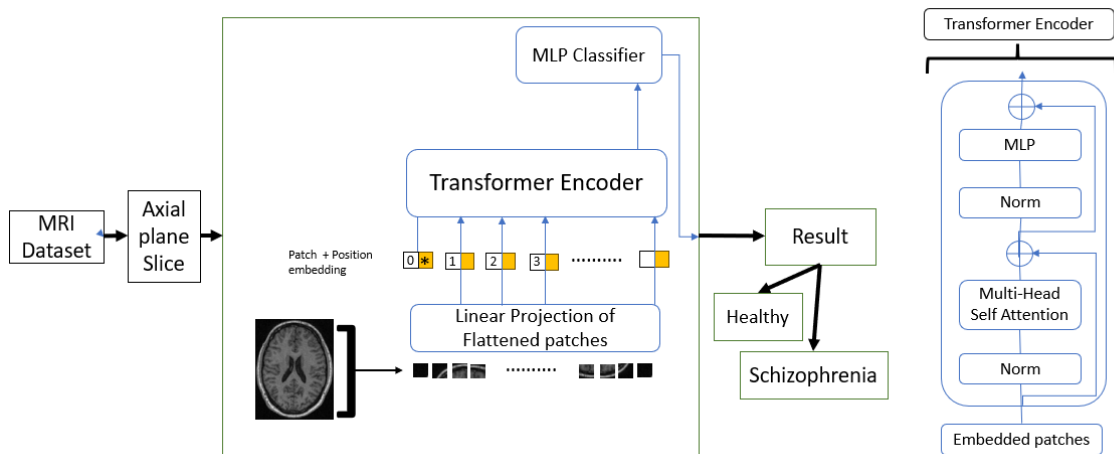 MRI
Dataset
Axial
plane
Slice
MLP Classifier
Transformer Encoder
Patch + Position
embedding
0 * 1 2 3 ..........
Linear Projection of
Flattened patches
..........
Result
Healthy
Schizophrenia
Transformer Encoder
MLP
Norm
Multi-Head
Self Attention
Norm
Embedded patches